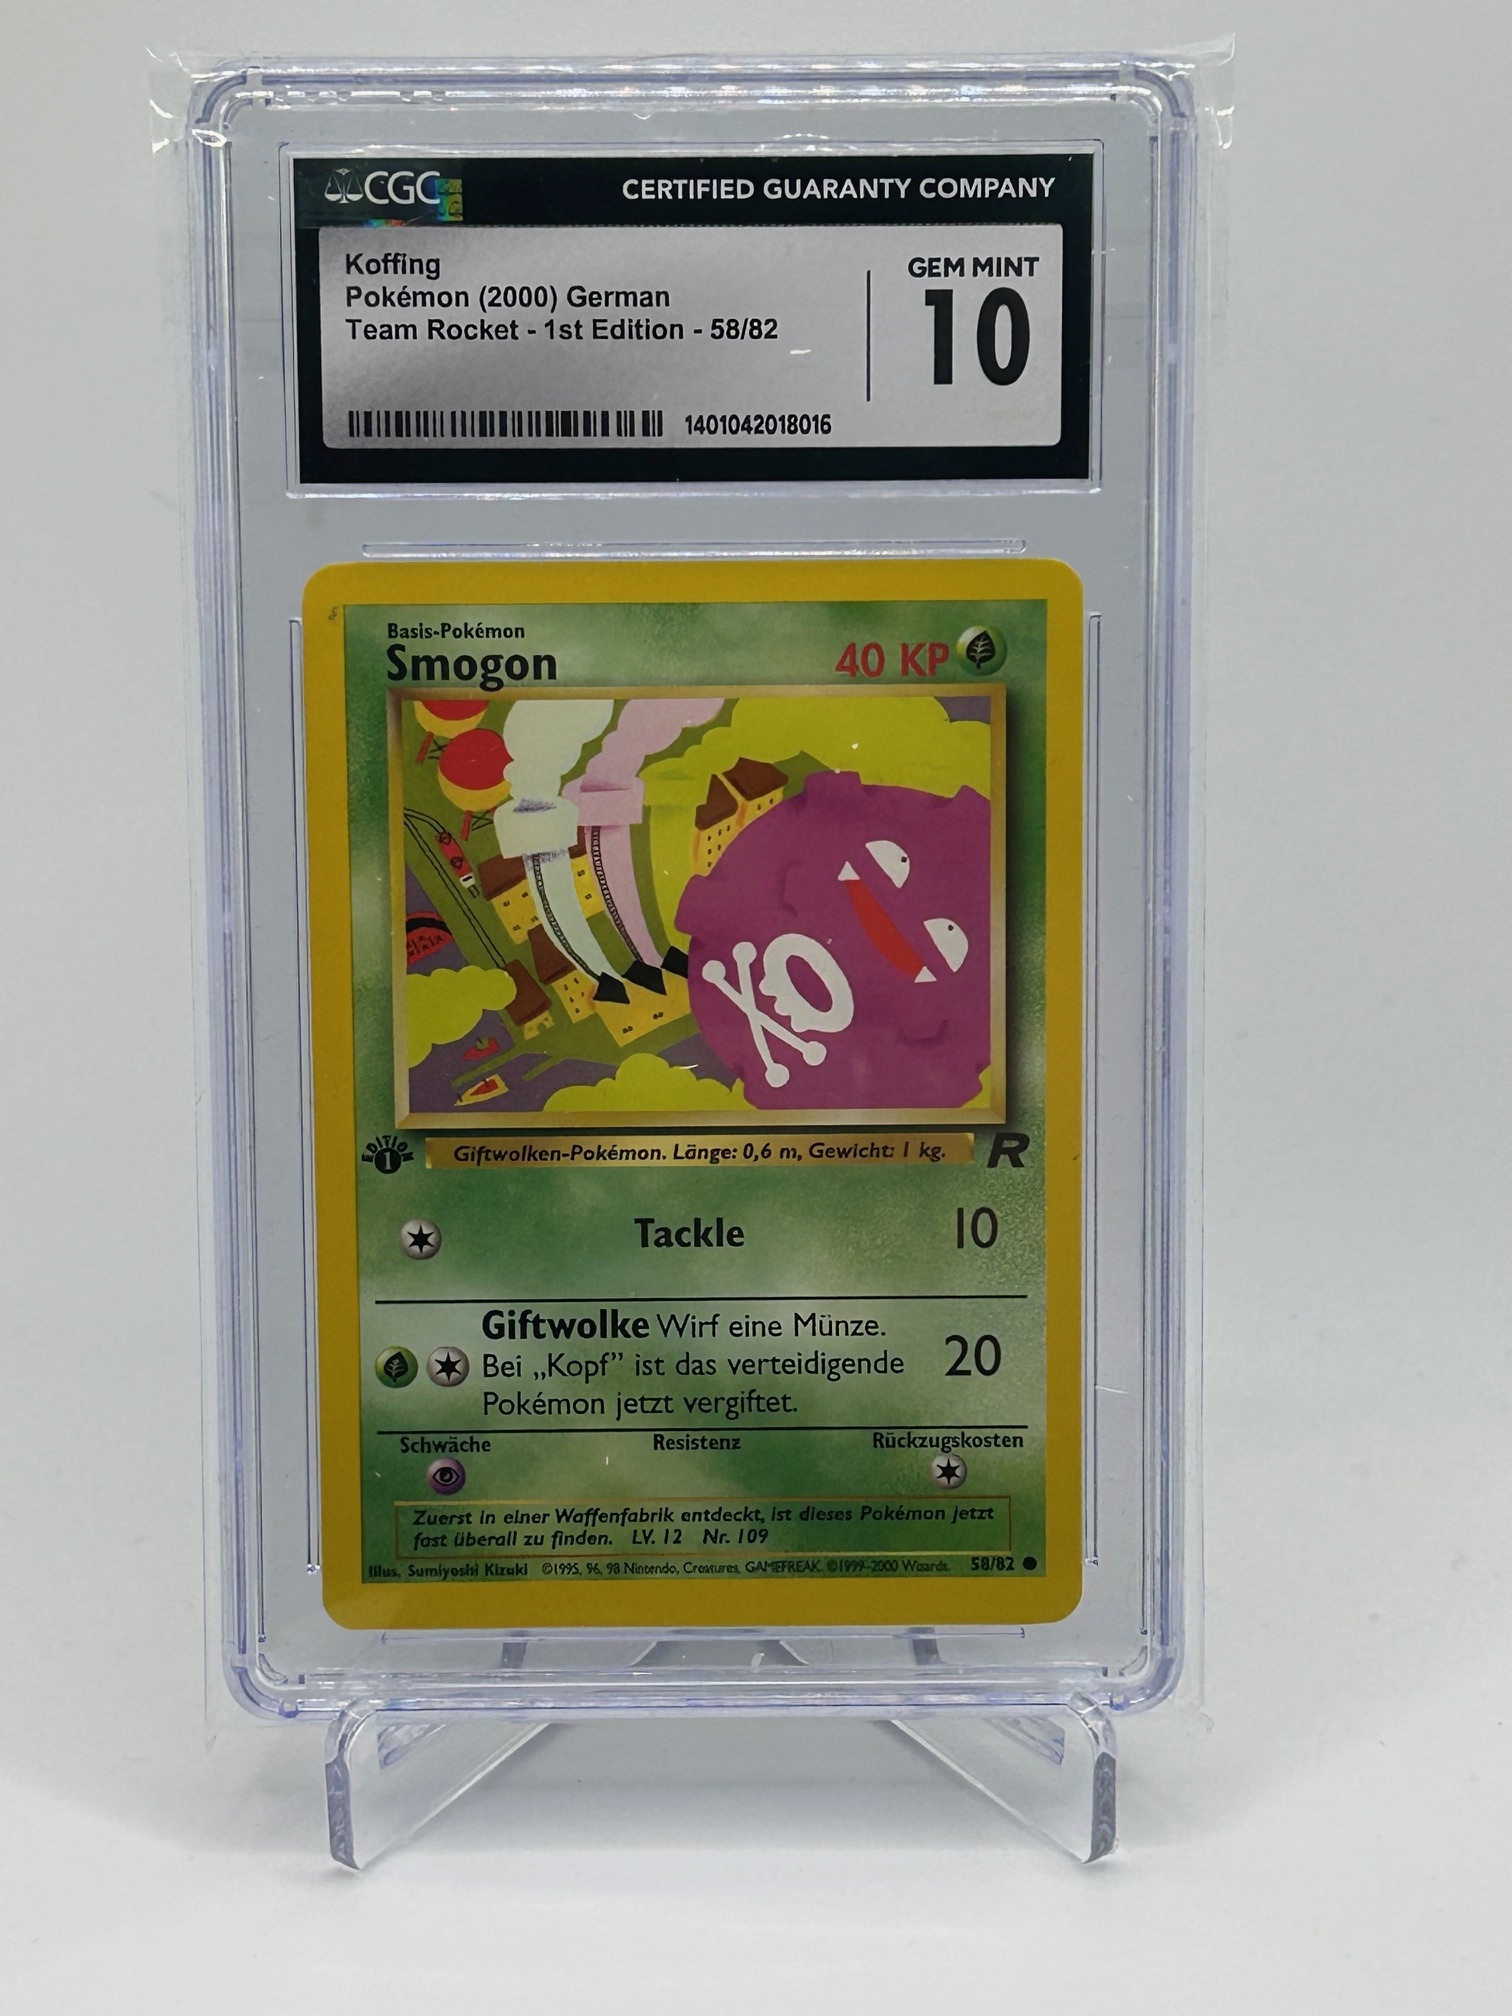 CGC
CERTIFIED GUARANTY COMPANY
Koffing
Pokémon (2000) German
Team Rocket - 1st Edition - 58/82
GEM MINT
10
1401042018016
Basis-Pokémon
Smogon
40 KP
EDITION
1
Giftwolken-Pokémon. Länge: 0,6 m, Gewicht: 1 kg.
R
Tackle
10
Giftwolke Wirf eine Münze.
Bei „Kopf” ist das verteidigende
Pokémon jetzt vergiftet.
20
Schwäche
Resistenz
Rückzugskosten
Zuerst in einer Waffenfabrik entdeckt, ist dieses Pokémon jetzt
fast überall zu finden. LV. 12 Nr. 109
Illus. Sumiyoshi Kizuki ©1995, 96, 98 Nintendo, Creatures, GAMEFREAK. ©1999-2000 Wizards. 58/82